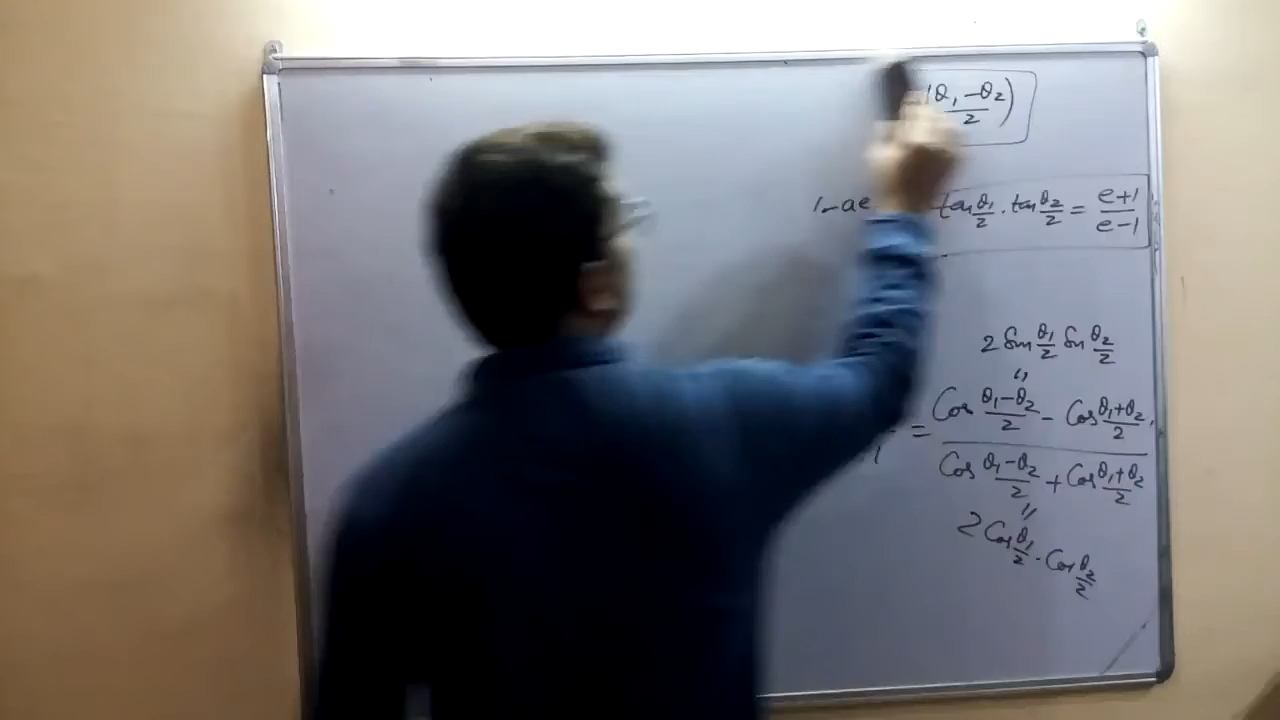 (θ₁ - θ₂)/2)
(-ae tan θ₁/2 . tan θ₂/2 = e+1/e-1
2 Sin θ₁/2 Sin θ₂/2
"
= Cos θ₁-θ₂/2 - Cos θ₁+θ₂/2
Cos θ₁-θ₂/2 + Cos θ₁+θ₂/2
"
2 Cos θ₁/2 . Cos θ₂/2